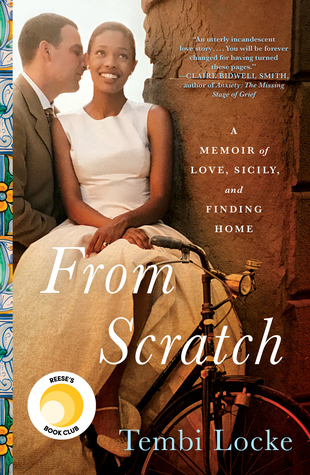 "An utterly incandescent
love story.... You will be forever
changed for having turned
these pages."
—CLAIRE BIDWELL SMITH,
author of Anxiety: The Missing
Stage of Grief
A
MEMOIR of
LOVE, SICILY,
and
FINDING
HOME
From
Scratch
REESE'S
BOOK CLUB
Tembi Locke